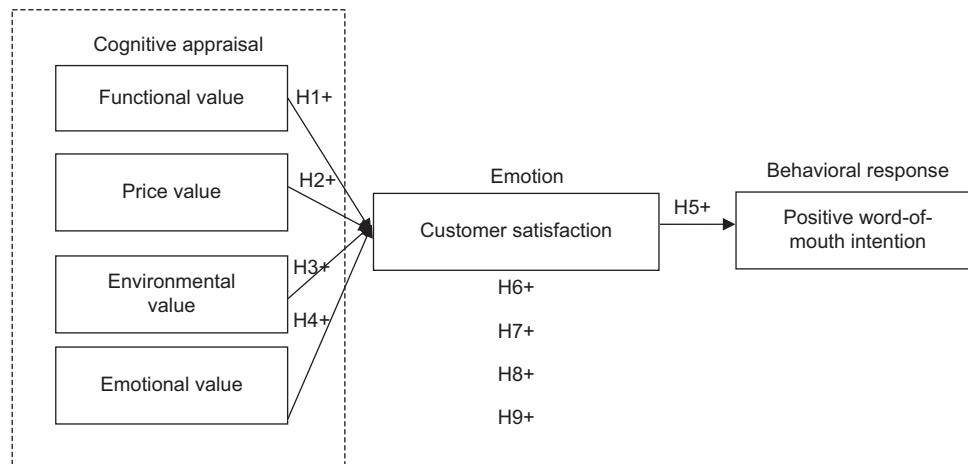 Cognitive appraisal
Functional value
H1+
Price value
H2+
Environmental
value
H3+
H4+
Emotional value
Emotion
Customer satisfaction
H5+
Behavioral response
Positive word-of-
mouth intention
H6+
H7+
H8+
H9+